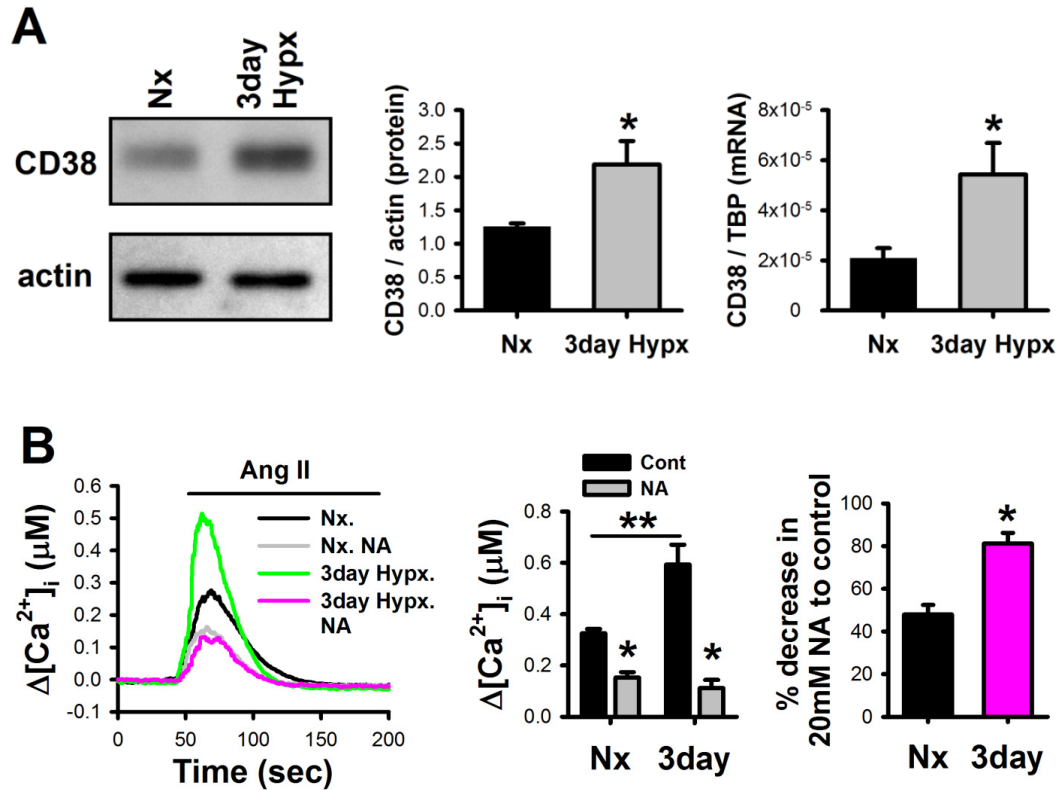 A
Nx
3day
Hypx
CD38
actin
CD38 / actin (protein)
3.0
2.5
2.0
1.5
1.0
0.5
0.0
*
Nx
3day Hypx
CD38 / TBP (mRNA)
8x10⁻⁵
6x10⁻⁵
4x10⁻⁵
2x10⁻⁵
0
*
Nx
3day Hypx
B
Ang II
Δ[Ca²⁺]ᵢ (μM)
0.6
0.5
0.4
0.3
0.2
0.1
0.0
-0.1
Nx.
Nx. NA
3day Hypx.
3day Hypx.
NA
0
50
100
150
200
Time (sec)
Cont
NA
Δ[Ca²⁺]ᵢ (μM)
0.8
0.6
0.4
0.2
0.0
**
*
*
Nx
3day
% decrease in
20mM NA to control
100
80
60
40
20
0
*
Nx
3day